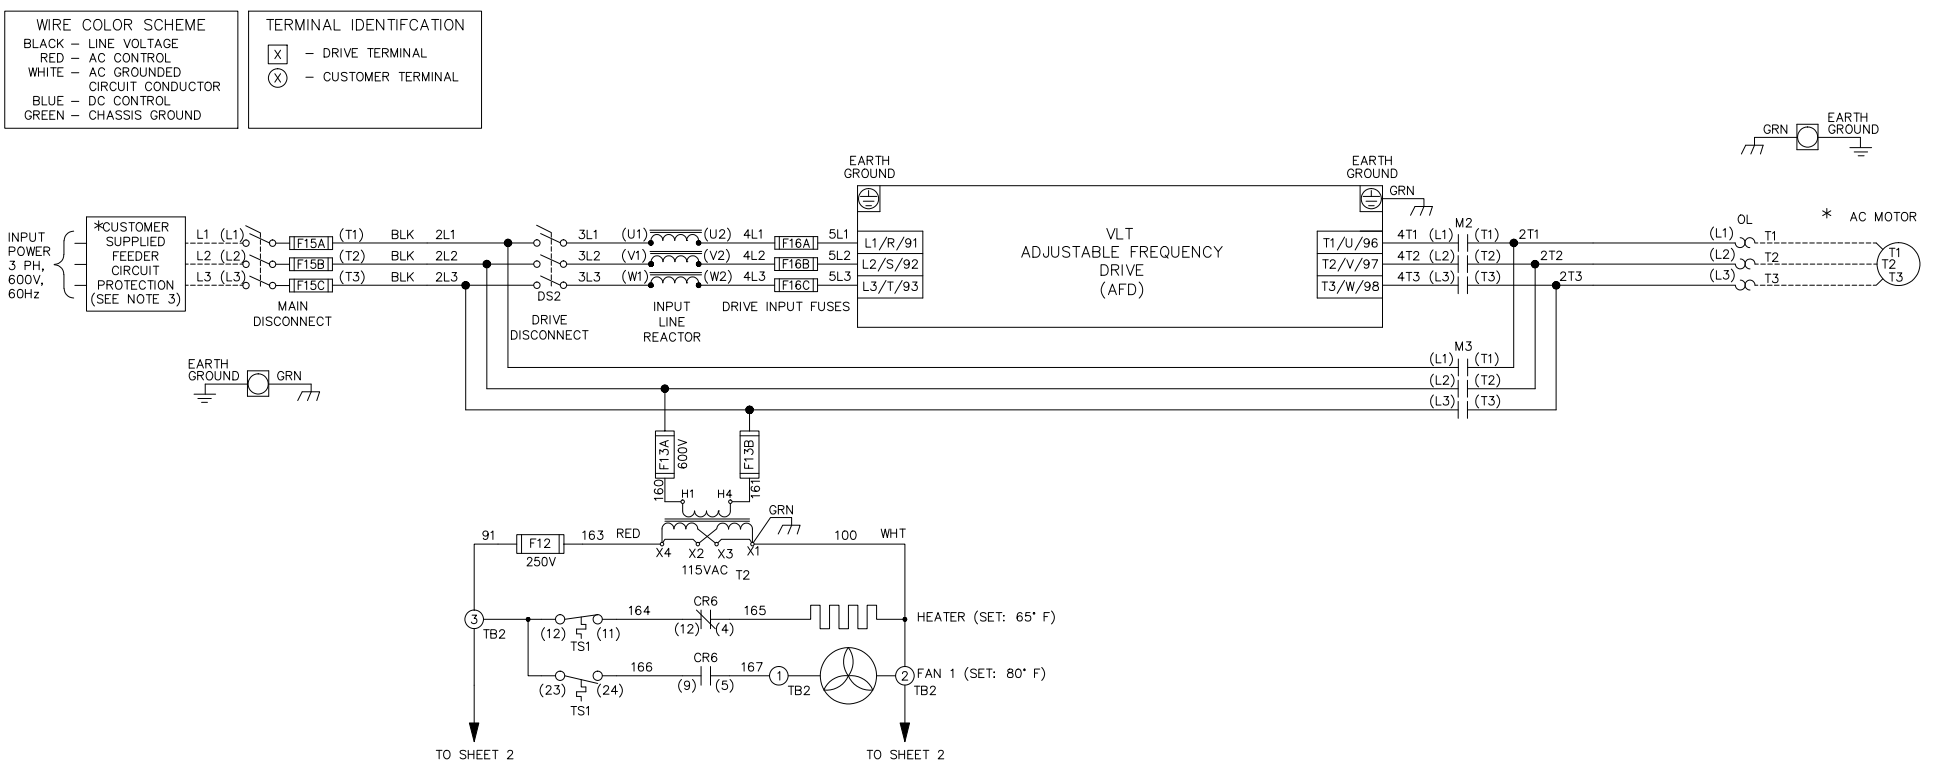 WIRE COLOR SCHEME
BLACK – LINE VOLTAGE
RED – AC CONTROL
WHITE – AC GROUNDED
CIRCUIT CONDUCTOR
BLUE – DC CONTROL
GREEN – CHASSIS GROUND
TERMINAL IDENTIFCATION
X – DRIVE TERMINAL
X – CUSTOMER TERMINAL
EARTH
GROUND
GRN
EARTH
GROUND
EARTH
GROUND
GRN
INPUT
POWER
3 PH,
600V,
60Hz
*CUSTOMER
SUPPLIED
FEEDER
CIRCUIT
PROTECTION
(SEE NOTE 3)
L1 (L1) F15A (T1) BLK 2L1 3L1 (U1) (U2) 4L1 F16A 5L1 L1/R/91
L2 (L2) F15B (T2) BLK 2L2 3L2 (V1) (V2) 4L2 F16B 5L2 L2/S/92
L3 (L3) F15C (T3) BLK 2L3 3L3 (W1) (W2) 4L3 F16C 5L3 L3/T/93
MAIN
DISCONNECT
DS2
DRIVE
DISCONNECT
INPUT
LINE
REACTOR
DRIVE INPUT FUSES
VLT
ADJUSTABLE FREQUENCY
DRIVE
(AFD)
M2
T1/U/96 4T1 (L1) (T1) 2T1
T2/V/97 4T2 (L2) (T2) 2T2
T3/W/98 4T3 (L3) (T3) 2T3
OL
* AC MOTOR
(L1) T1
(L2) T2
(L3) T3
T1
T2
T3
M3
(L1) (T1)
(L2) (T2)
(L3) (T3)
EARTH
GROUND
GRN
F13A
600V
F13B
160
161
H1 H4
GRN
91 F12 163 RED
250V
X4 X2 X3 X1
100 WHT
115VAC T2
3
TB2
(12) (11)
TS1
164
CR6
(12) (4)
165
HEATER (SET: 65° F)
(23) (24)
TS1
166
CR6
(9) (5)
167
1
TB2
2
TB2
FAN 1 (SET: 80° F)
TO SHEET 2
TO SHEET 2